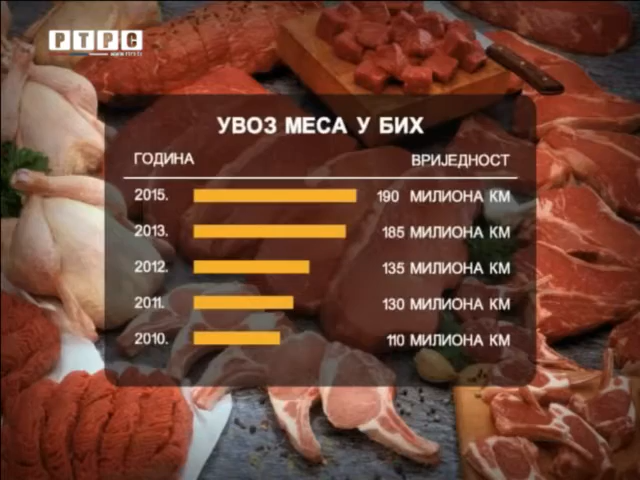 РТРС
УВОЗ МЕСА У БИХ
ГОДИНА ВРИЈЕДНОСТ
2015. 190 МИЛИОНА КМ
2013. 185 МИЛИОНА КМ
2012. 135 МИЛИОНА КМ
2011. 130 МИЛИОНА КМ
2010. 110 МИЛИОНА КМ